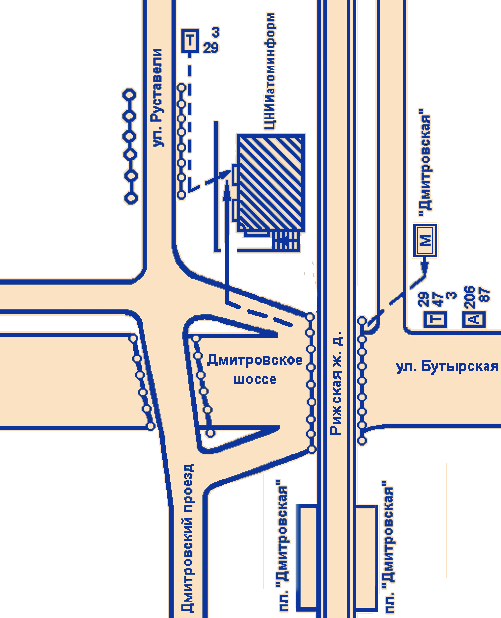 Т
3
29
ЦНИИатоминформ
ул. Руставели
"Дмитровская"
М
29
47
3
Т
206
87
А
Дмитровское
шоссе
Рижская ж. д.
ул. Бутырская
Дмитровский проезд
пл. "Дмитровская"
пл. "Дмитровская"